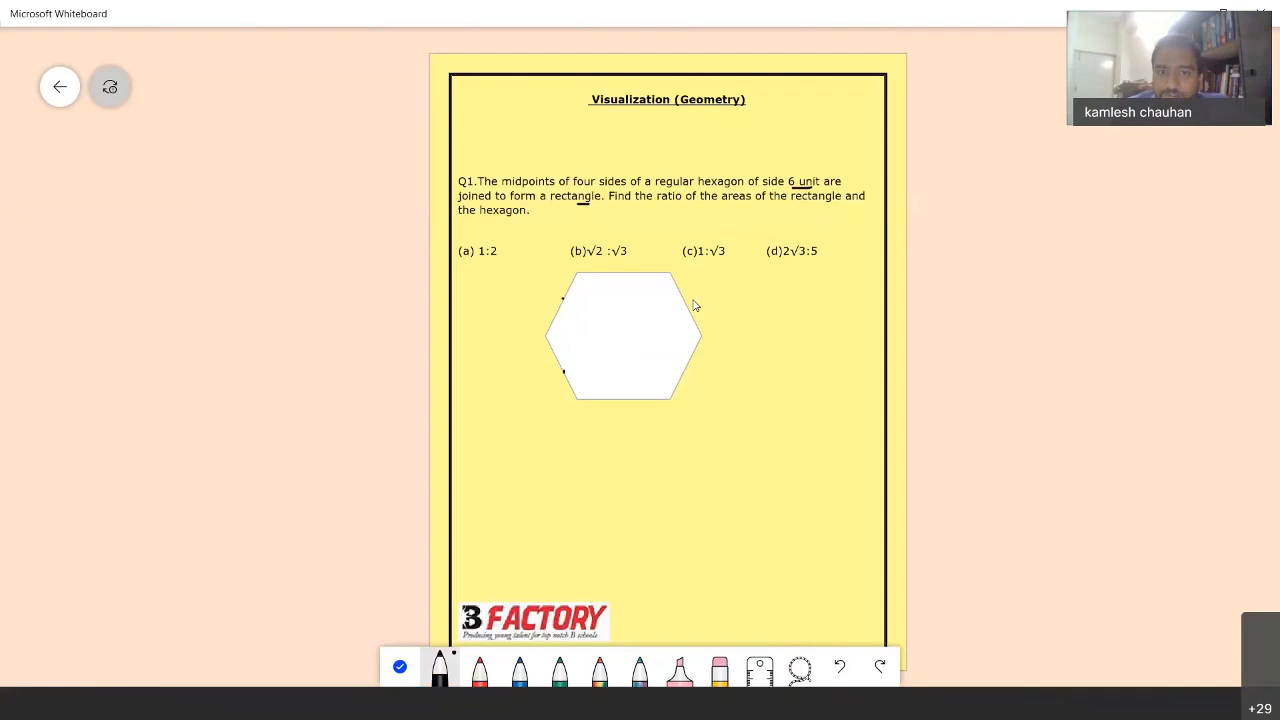 Microsoft Whiteboard
kamlesh chauhan
Visualization (Geometry)
Q1.The midpoints of four sides of a regular hexagon of side 6 unit are
joined to form a rectangle. Find the ratio of the areas of the rectangle and
the hexagon.
(a) 1:2 (b)√2 :√3 (c)1:√3 (d)2√3:5
3 FACTORY
Producing young talent for top notch B schools
+29